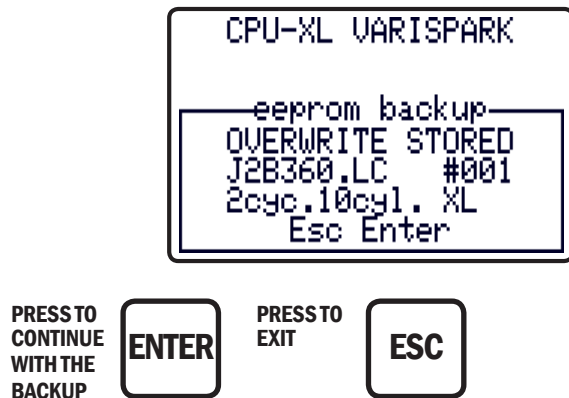 CPU-XL VARISPARK
eeprom backup
OVERWRITE STORED
J2B360.LC #001
2cyc.10cyl. XL
Esc Enter
PRESS TO
CONTINUE
WITH THE
BACKUP
ENTER
PRESS TO
EXIT
ESC